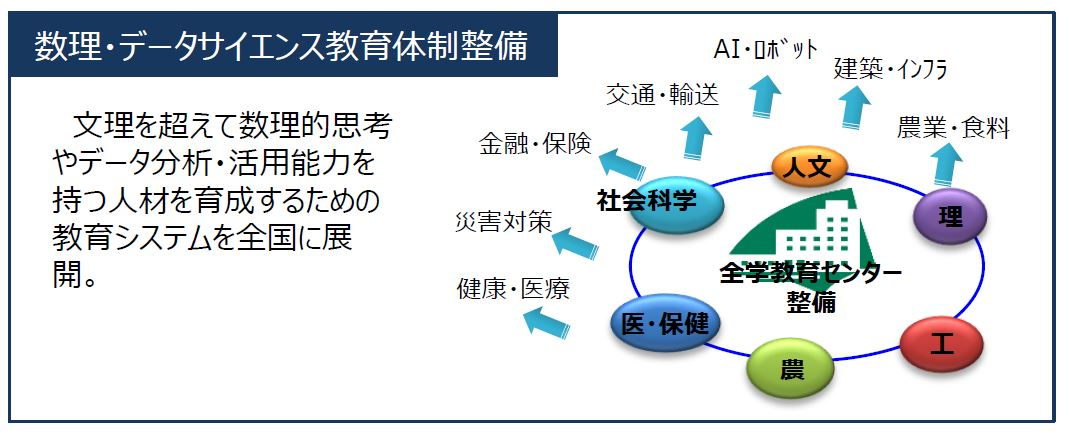 数理・データサイエンス教育体制整備
文理を超えて数理的思考
やデータ分析・活用能力を
持つ人材を育成するための
教育システムを全国に展
開。
AI・ﾛﾎﾞｯﾄ
建築・ｲﾝﾌﾗ
交通・輸送
農業・食料
金融・保険
人文
社会科学
理
災害対策
全学教育センター
整備
健康・医療
医・保健
工
農